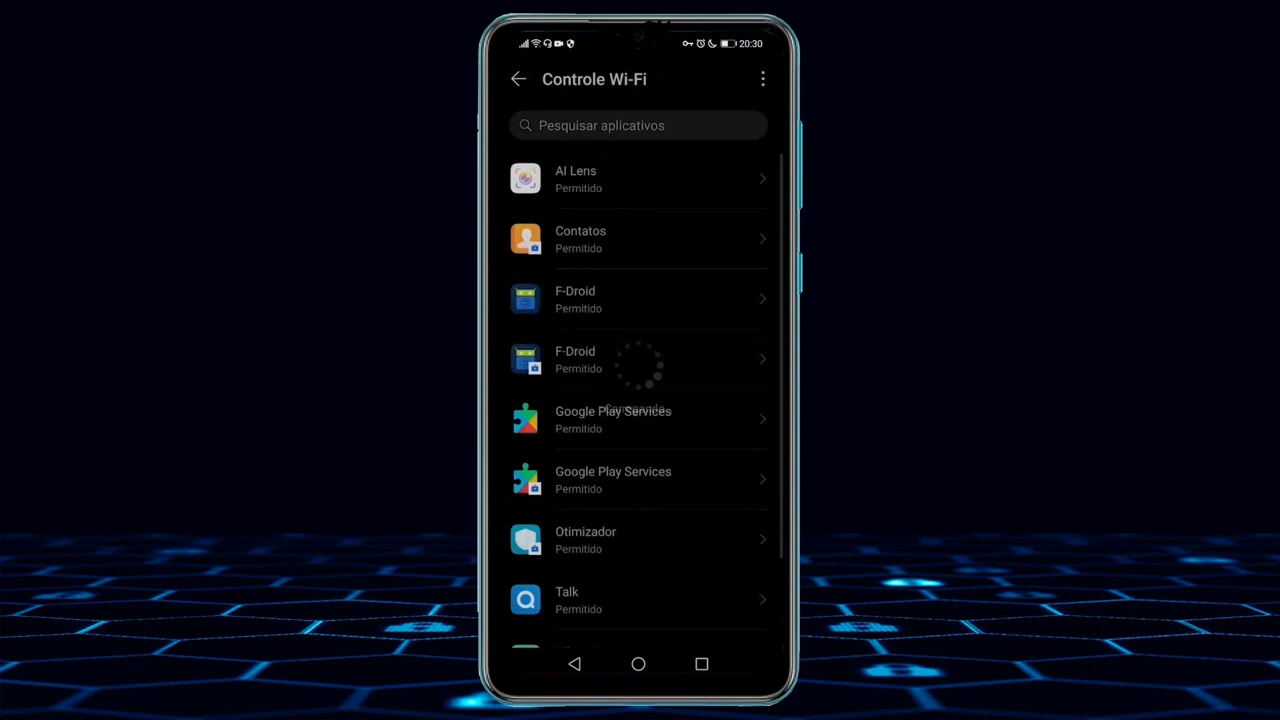 20:30
Controle Wi-Fi
Pesquisar aplicativos
AI Lens
Permitido
Contatos
Permitido
F-Droid
Permitido
F-Droid
Permitido
Google Play Services
Permitido
Google Play Services
Permitido
Otimizador
Permitido
Talk
Permitido